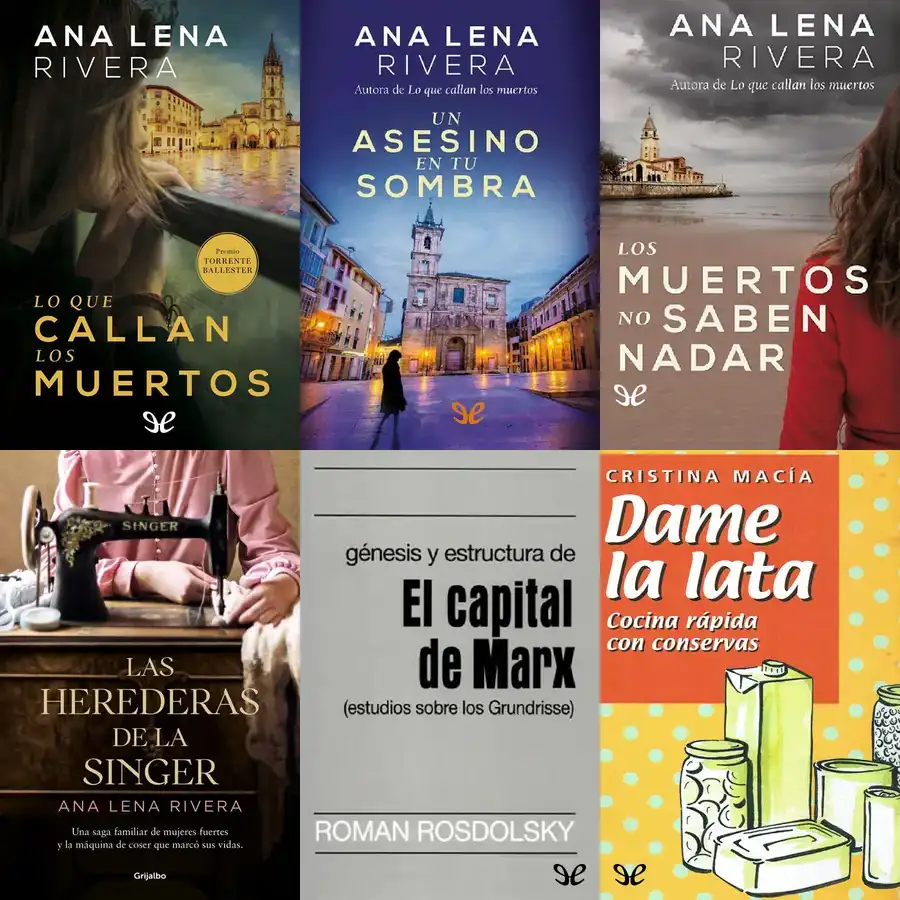 ANA LENA
RIVERA
Premio
TORRENTE
BALLESTER
LO QUE
CALLAN
LOS
MUERTOS
ANA LENA
RIVERA
Autora de Lo que callan los muertos
UN
ASESINO
EN TU
SOMBRA
ANA LENA
RIVERA
Autora de Lo que callan los muertos
LOS
MUERTOS
NO SABEN
NADAR
SINGER
LAS
HEREDERAS
DE LA
SINGER
ANA LENA RIVERA
Una saga familiar de mujeres fuertes
y la máquina de coser que marcó sus vidas.
Grijalbo
génesis y estructura de
El capital
de Marx
(estudios sobre los Grundrisse)
ROMAN ROSDOLSKY
CRISTINA MACÍA
Dame
la lata
Cocina rápida
con conservas